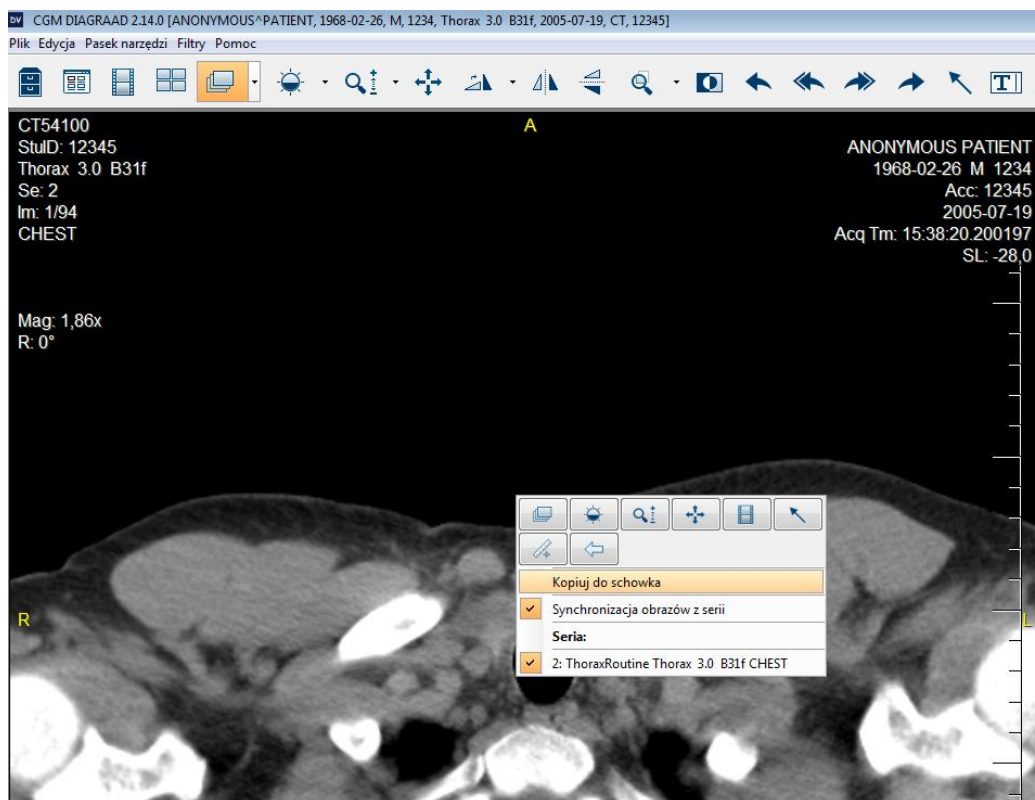 CGM DIAGRAAD 2.14.0 [ANONYMOUS^PATIENT, 1968-02-26, M, 1234, Thorax  3.0  B31f, 2005-07-19, CT, 12345]
Plik Edycja Pasek narzędzi Filtry Pomoc
T
CT54100
StuID: 12345
Thorax  3.0  B31f
Se: 2
Im: 1/94
CHEST
Mag: 1,86x
R: 0°
A
ANONYMOUS PATIENT
1968-02-26  M  1234
Acc: 12345
2005-07-19
Acq Tm: 15:38:20.200197
SL: -28,0
R
Kopiuj do schowka
Synchronizacja obrazów z serii
Seria:
2: ThoraxRoutine Thorax  3.0  B31f CHEST
L